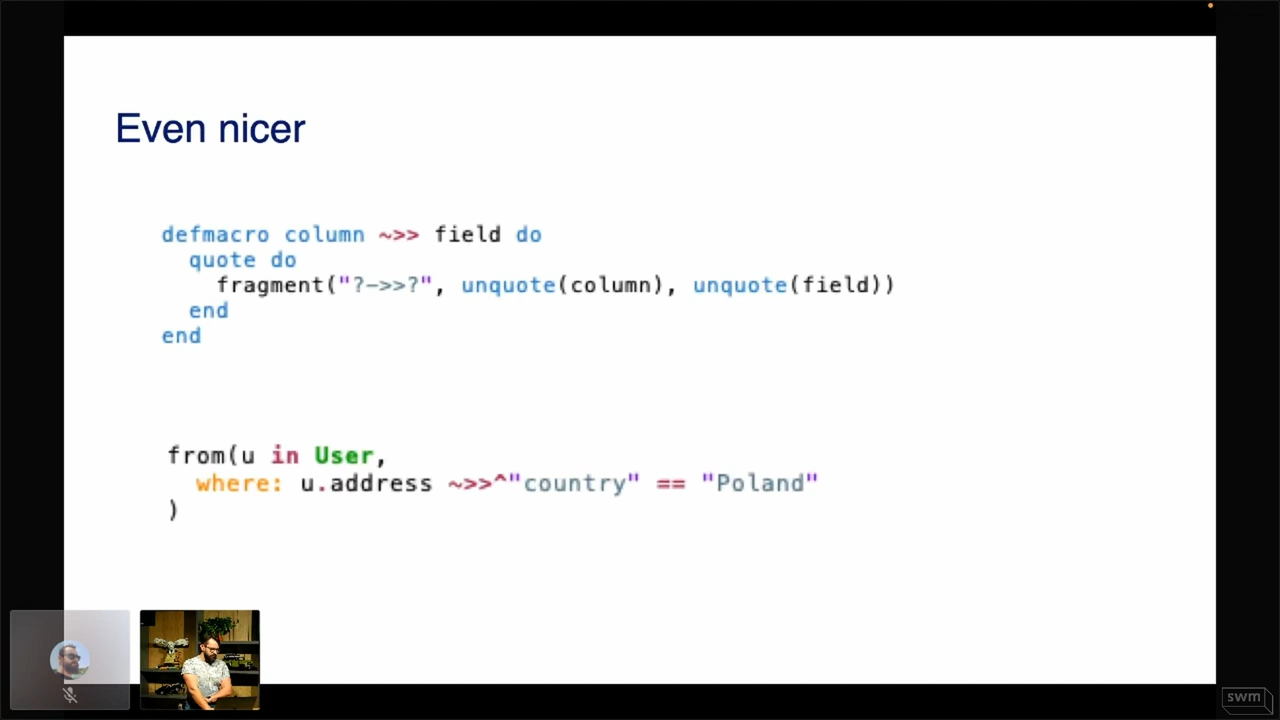 Even nicer
defmacro column ~>> field do
quote do
fragment("?->>?", unquote(column), unquote(field))
end
end
from(u in User,
where: u.address ~>>^"country" == "Poland"
)
swm